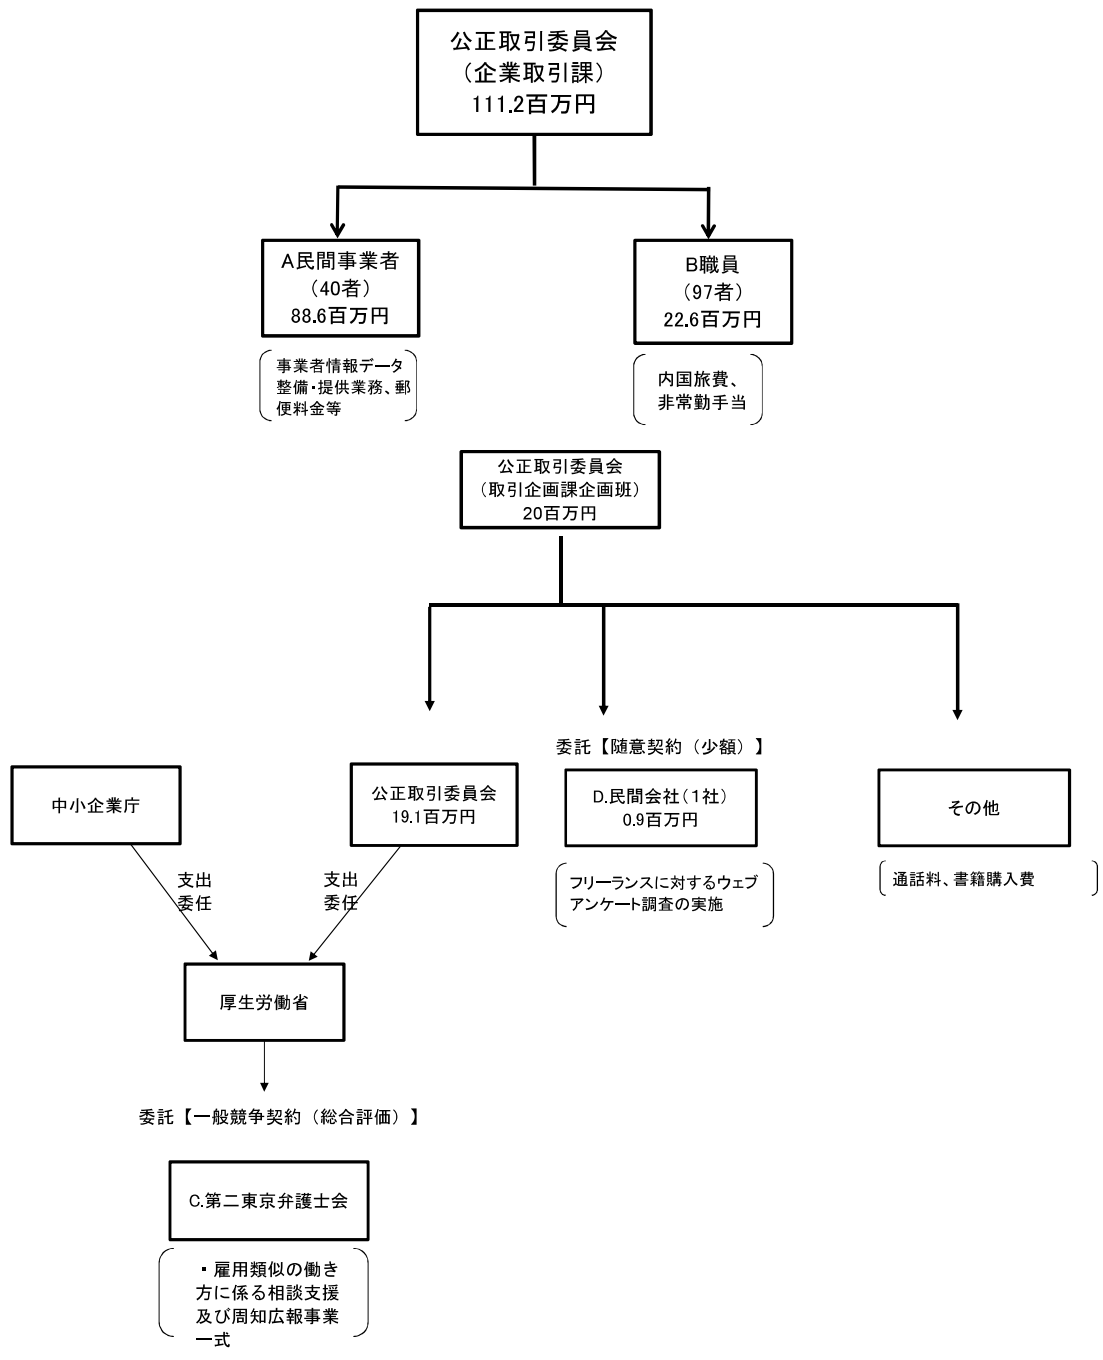 公正取引委員会
（企業取引課）
111.2百万円
A民間事業者
（40者）
88.6百万円
事業者情報データ
整備・提供業務、郵
便料金等
B職員
（97者）
22.6百万円
内国旅費、
非常勤手当
公正取引委員会
（取引企画課企画班）
20百万円
中小企業庁
公正取引委員会
19.1百万円
委託【随意契約（少額）】
D.民間会社（１社）
0.9百万円
フリーランスに対するウェブ
アンケート調査の実施
その他
通話料、書籍購入費
支出
委任
支出
委任
厚生労働省
委託【一般競争契約（総合評価）】
C.第二東京弁護士会
・雇用類似の働き
方に係る相談支援
及び周知広報事業
一式